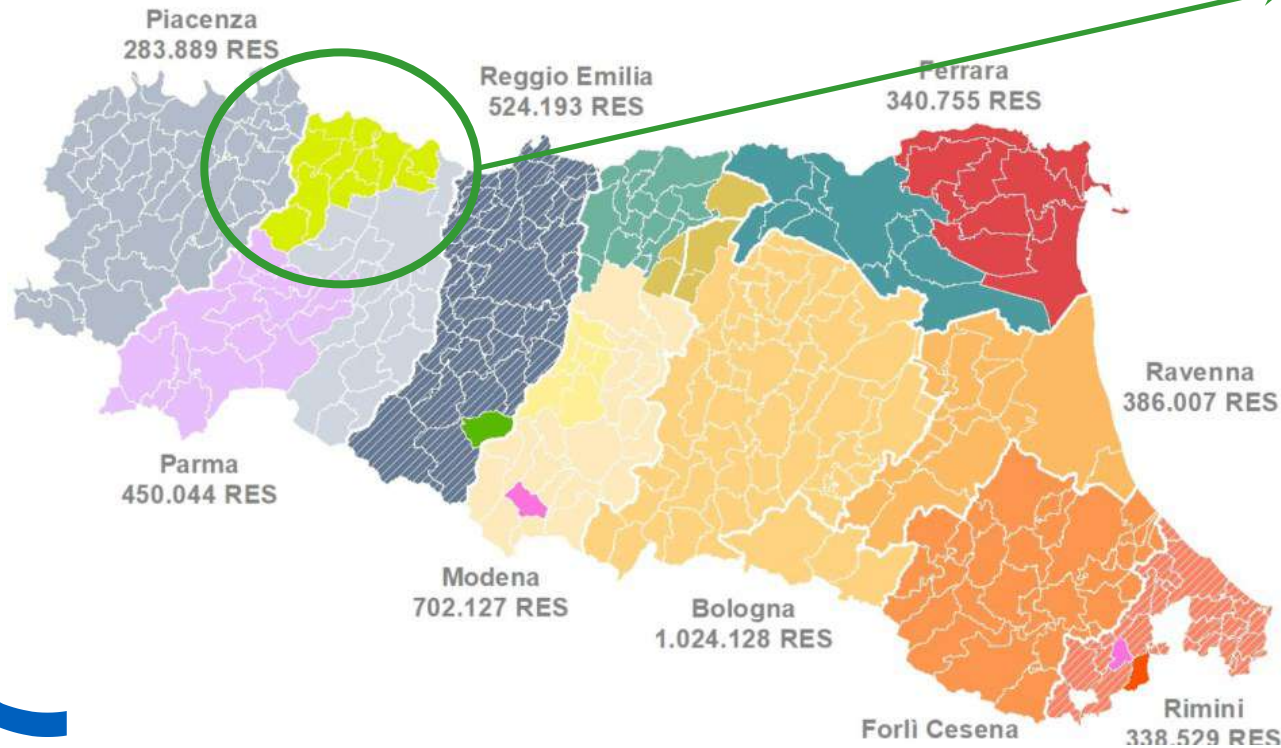 Piacenza
283.889 RES
Reggio Emilia
524.193 RES
Ferrara
340.755 RES
Ravenna
386.007 RES
Parma
450.044 RES
Modena
702.127 RES
Bologna
1.024.128 RES
Forlì Cesena
Rimini
338.529 RES